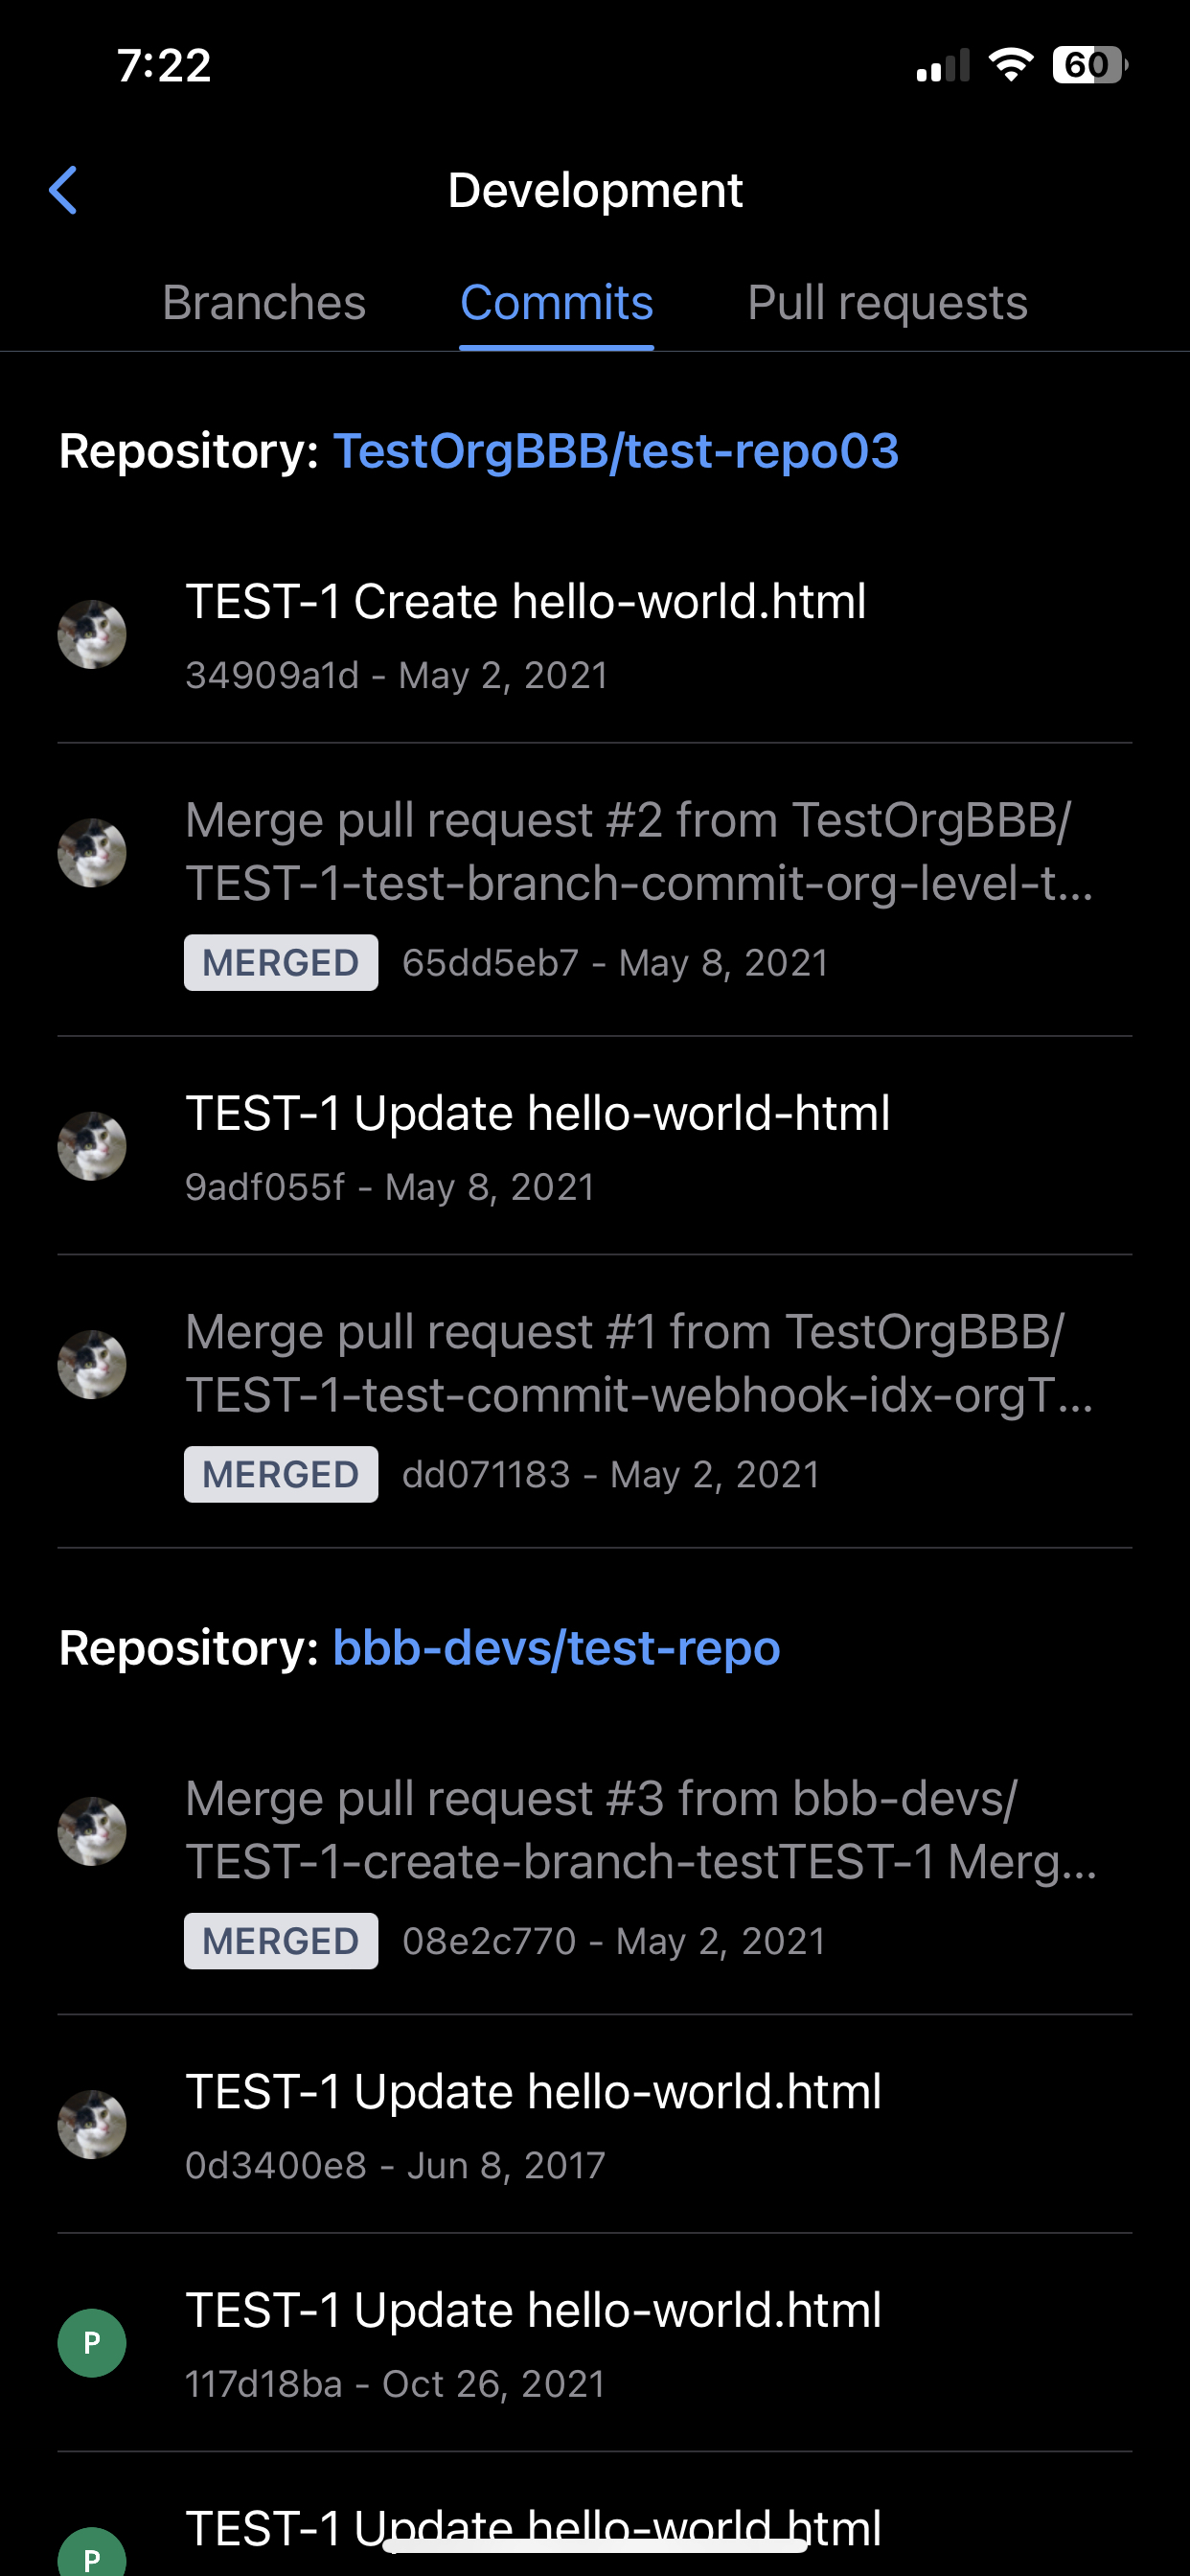 7:22
60
Development
Branches
Commits
Pull requests
Repository: TestOrgBBB/test-repo03
TEST-1 Create hello-world.html
34909a1d - May 2, 2021
Merge pull request #2 from TestOrgBBB/
TEST-1-test-branch-commit-org-level-t...
MERGED 65dd5eb7 - May 8, 2021
TEST-1 Update hello-world-html
9adf055f - May 8, 2021
Merge pull request #1 from TestOrgBBB/
TEST-1-test-commit-webhook-idx-orgT...
MERGED dd071183 - May 2, 2021
Repository: bbb-devs/test-repo
Merge pull request #3 from bbb-devs/
TEST-1-create-branch-testTEST-1 Merg...
MERGED 08e2c770 - May 2, 2021
TEST-1 Update hello-world.html
0d3400e8 - Jun 8, 2017
P
TEST-1 Update hello-world.html
117d18ba - Oct 26, 2021
P
TEST-1 Update hello-world.html